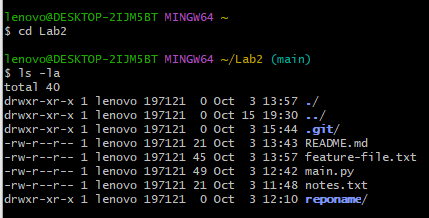 lenovo@DESKTOP-2IJM5BT MINGW64 ~
$ cd Lab2
lenovo@DESKTOP-2IJM5BT MINGW64 ~/Lab2 (main)
$ ls -la
total 40
drwxr-xr-x 1 lenovo 197121  0 Oct  3 13:57 ./
drwxr-xr-x 1 lenovo 197121  0 Oct 15 19:30 ../
drwxr-xr-x 1 lenovo 197121  0 Oct  3 15:44 .git/
-rw-r--r-- 1 lenovo 197121 21 Oct  3 13:43 README.md
-rw-r--r-- 1 lenovo 197121 45 Oct  3 13:57 feature-file.txt
-rw-r--r-- 1 lenovo 197121 49 Oct  3 12:42 main.py
-rw-r--r-- 1 lenovo 197121 21 Oct  3 11:48 notes.txt
drwxr-xr-x 1 lenovo 197121  0 Oct  3 12:10 reponame/